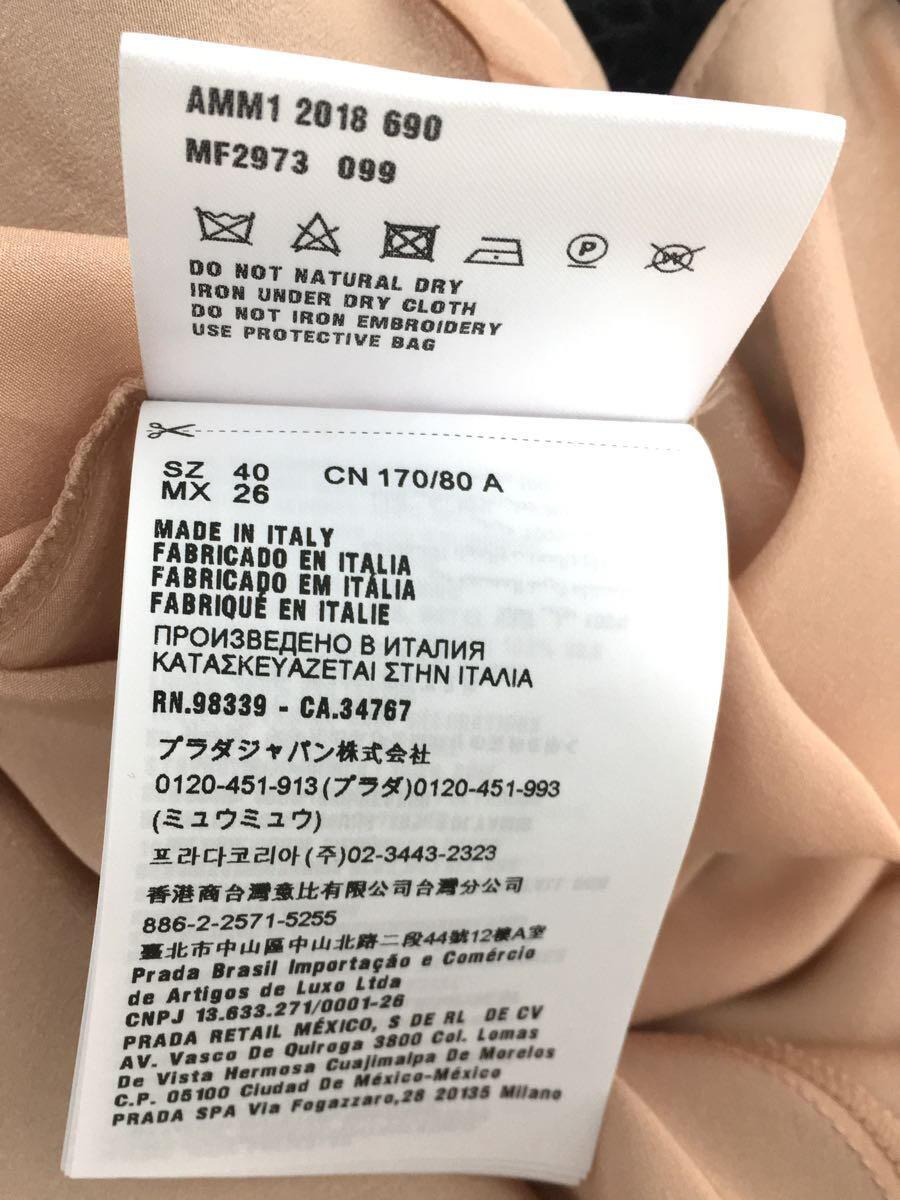 AMM1 2018 690
MF2973 099
P
DO NOT NATURAL DRY
IRON UNDER DRY CLOTH
DO NOT IRON EMBROIDERY
USE PROTECTIVE BAG
SZ 40 CN 170/80 A
MX 26
MADE IN ITALY
FABRICADO EN ITALIA
FABRICADO EM ITÁLIA
FABRIQUÉ EN ITALIE
ПРОИЗВЕДЕНО В ИТАЛИЯ
ΚΑΤΑΣΚΕΥΑΖΕΤΑΙ ΣΤΗΝ ΙΤΑΛΙΑ
RN.98339 - CA.34767
プラダジャパン株式会社
0120-451-913(プラダ)0120-451-993
(ミュウミュウ)
프라다코리아(주)02-3443-2323
香港商台灣意比有限公司台灣分公司
886-2-2571-5255
臺北市中山區中山北路二段44號12樓A室
Prada Brasil Importação e Comércio
de Artigos de Luxo Ltda
CNPJ 13.633.271/0001-26
PRADA RETAIL MÉXICO, S DE RL DE CV
AV. Vasco De Quiroga 3800 Col. Lomas
De Vista Hermosa Cuajimalpa De Morelos
C.P. 05100 Ciudad De México-México
PRADA SPA Via Fogazzaro,28 20135 Milano